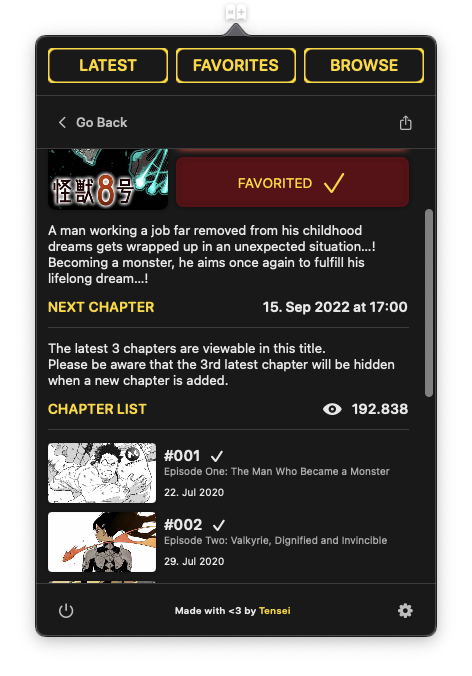 LATEST
FAVORITES
BROWSE
Go Back
怪獣8号
FAVORITED
A man working a job far removed from his childhood
dreams gets wrapped up in an unexpected situation...!
Becoming a monster, he aims once again to fulfill his
lifelong dream...!
NEXT CHAPTER
15. Sep 2022 at 17:00
The latest 3 chapters are viewable in this title.
Please be aware that the 3rd latest chapter will be hidden
when a new chapter is added.
CHAPTER LIST
192.838
#001
Episode One: The Man Who Became a Monster
22. Jul 2020
#002
Episode Two: Valkyrie, Dignified and Invincible
29. Jul 2020
Made with <3 by Tensei